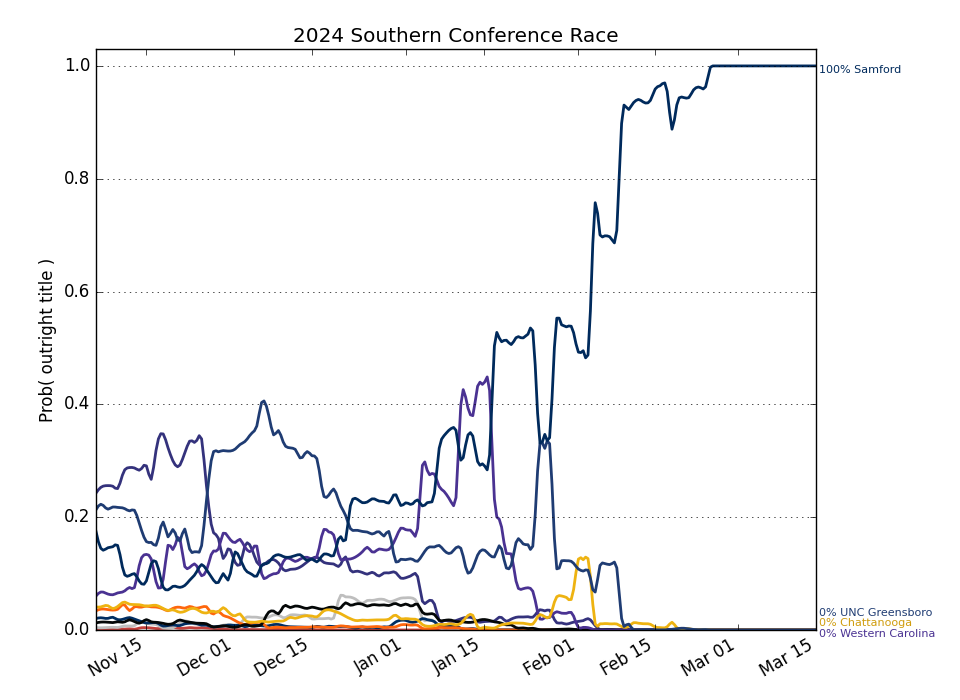 2024 Southern Conference Race
Prob( outright title )
1.0
0.8
0.6
0.4
0.2
0.0
100% Samford
0% UNC Greensboro
0% Chattanooga
0% Western Carolina
Nov 15
Dec 01
Dec 15
Jan 01
Jan 15
Feb 01
Feb 15
Mar 01
Mar 15